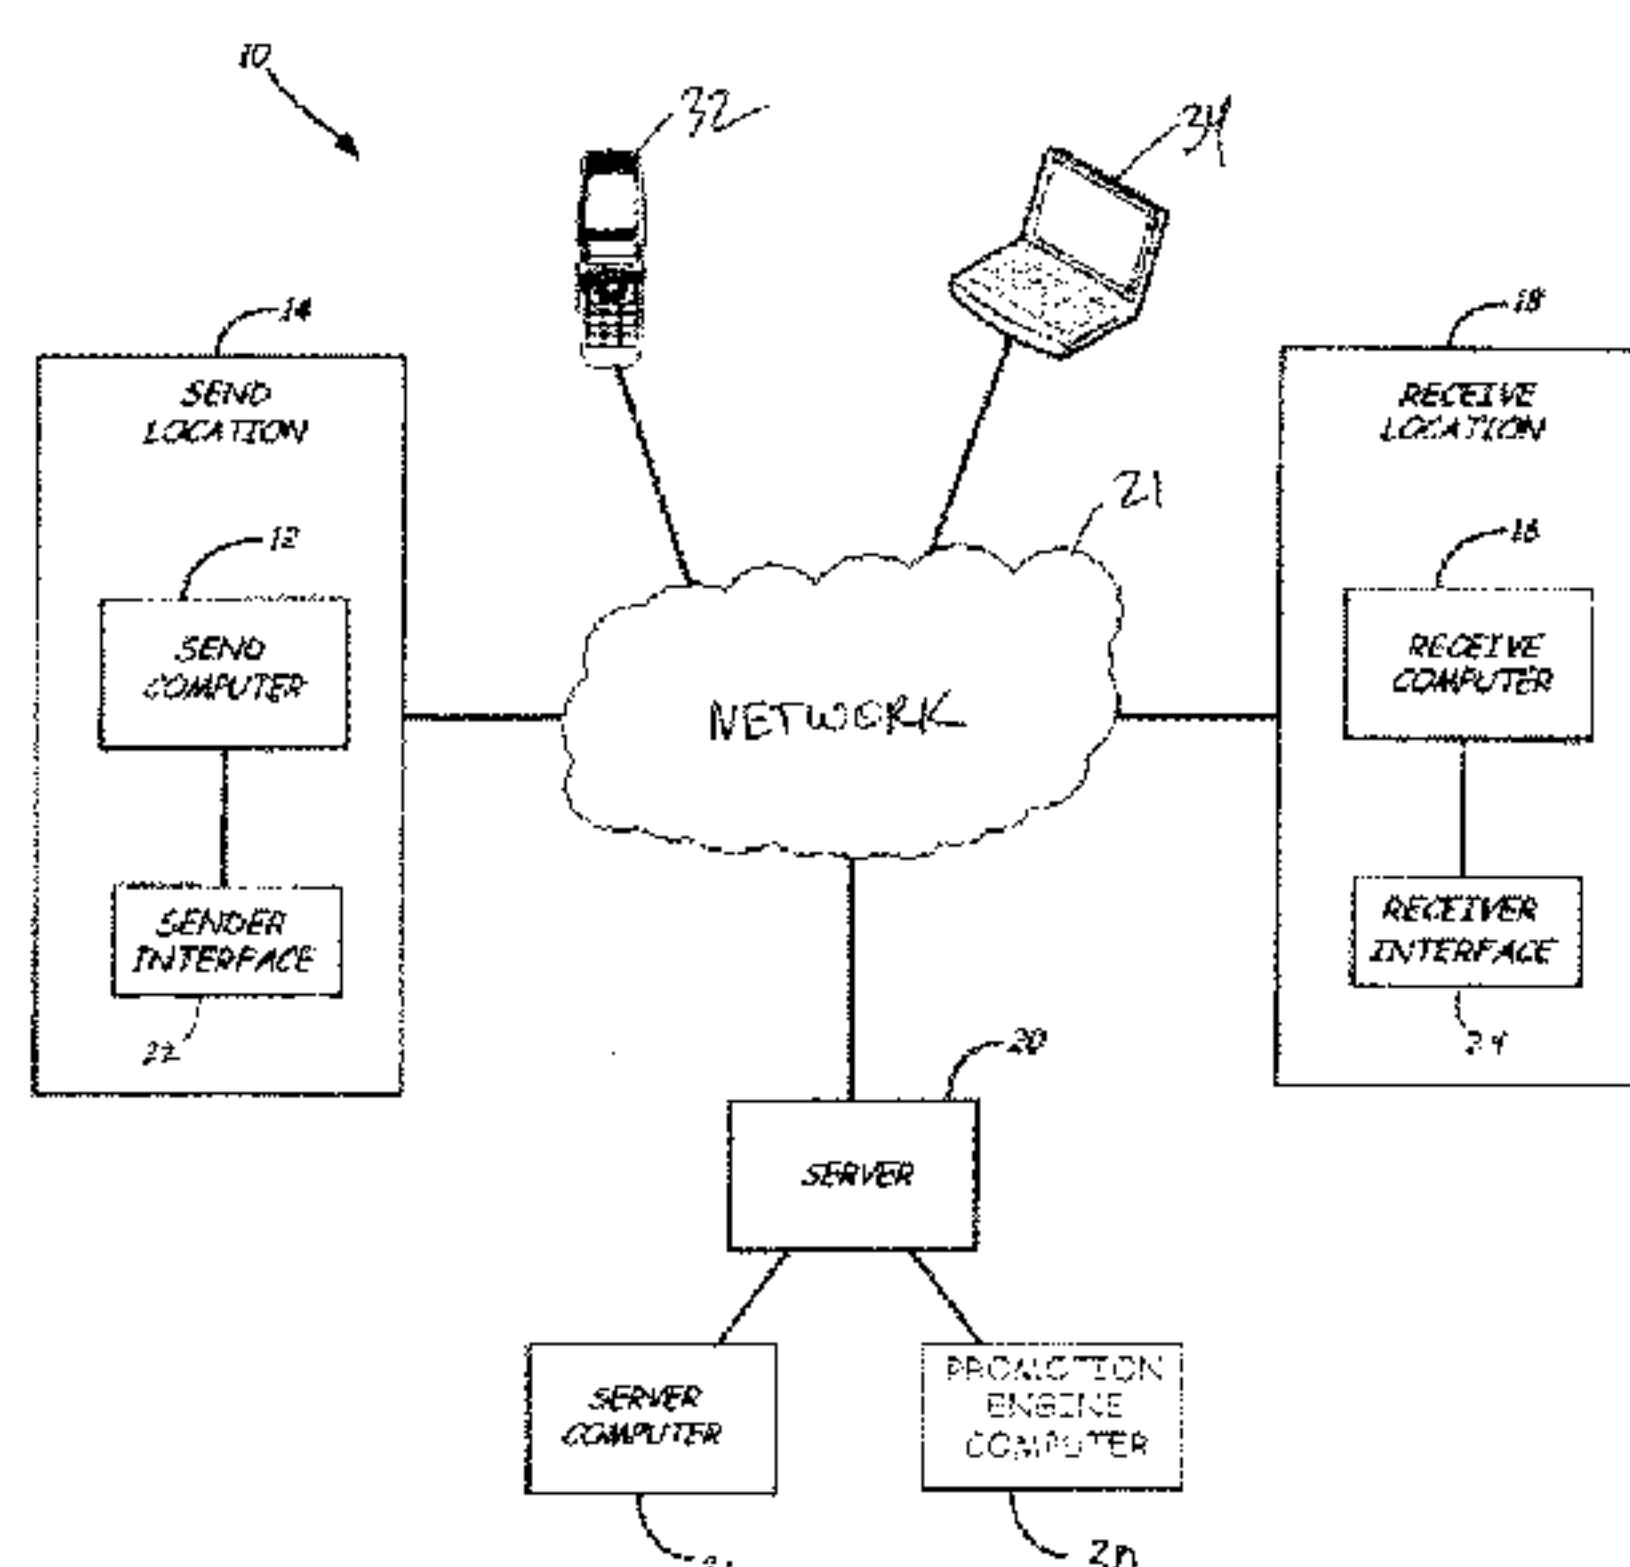 10
32
34
14
18
SEND
LOCATION
RECEIVE
LOCATION
21
12
16
SEND
COMPUTER
RECEIVE
COMPUTER
NETWORK
SENDER
INTERFACE
RECEIVER
INTERFACE
22
24
20
SERVER
SERVER
COMPUTER
PROMOTION
ENGINE
COMPUTER